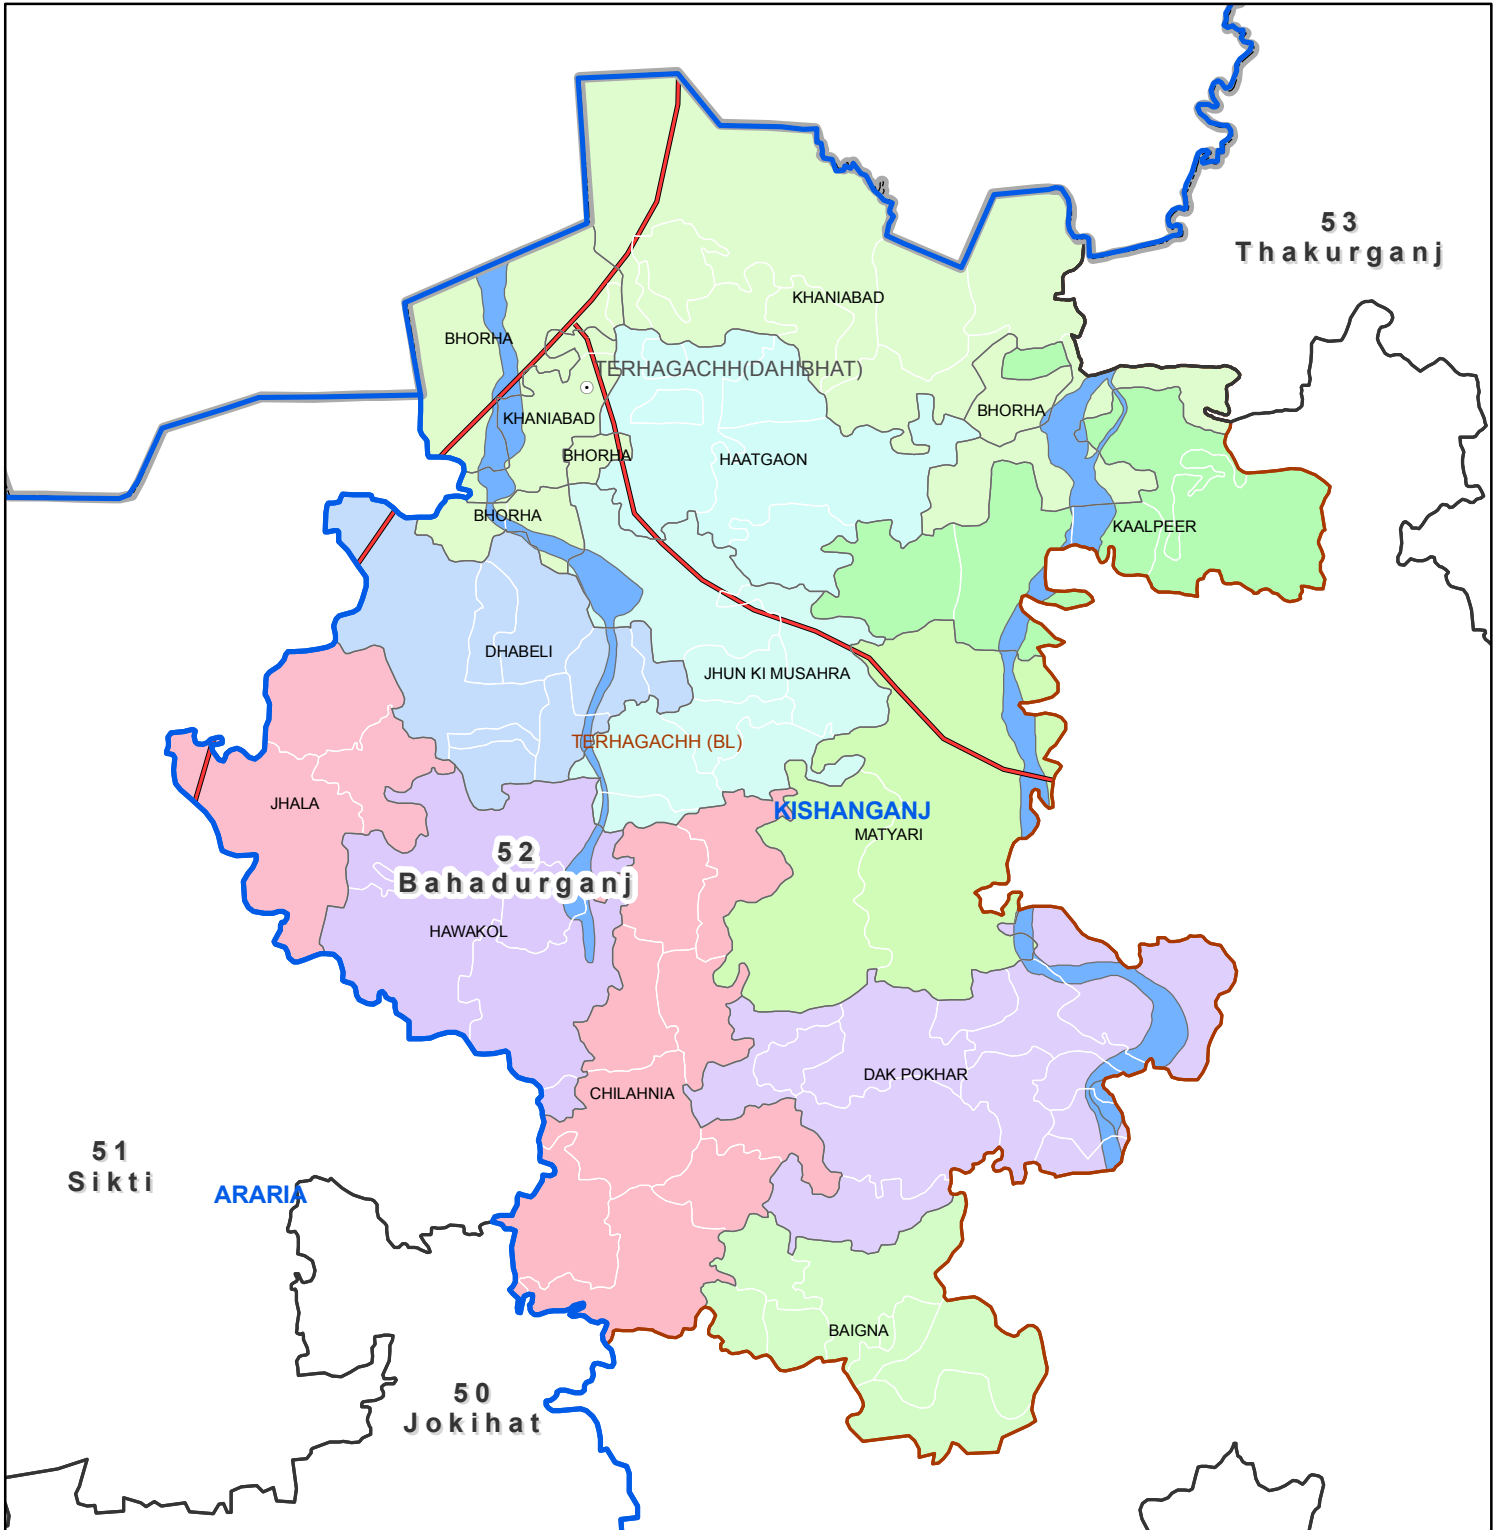 53
Thakurganj
KHANIABAD
BHORHA
TERHAGACHH(DAHIBHAT)
BHORHA
KHANIABAD
BHORHA
HAATGAON
BHORHA
KAALPEER
DHABELI
JHUN KI MUSAHRA
TERHAGACHH (BL)
JHALA
KISHANGANJ
MATYARI
52
Bahadurganj
HAWAKOL
DAK POKHAR
CHILAHNIA
51
Sikti
ARARIA
BAIGNA
50
Jokihat